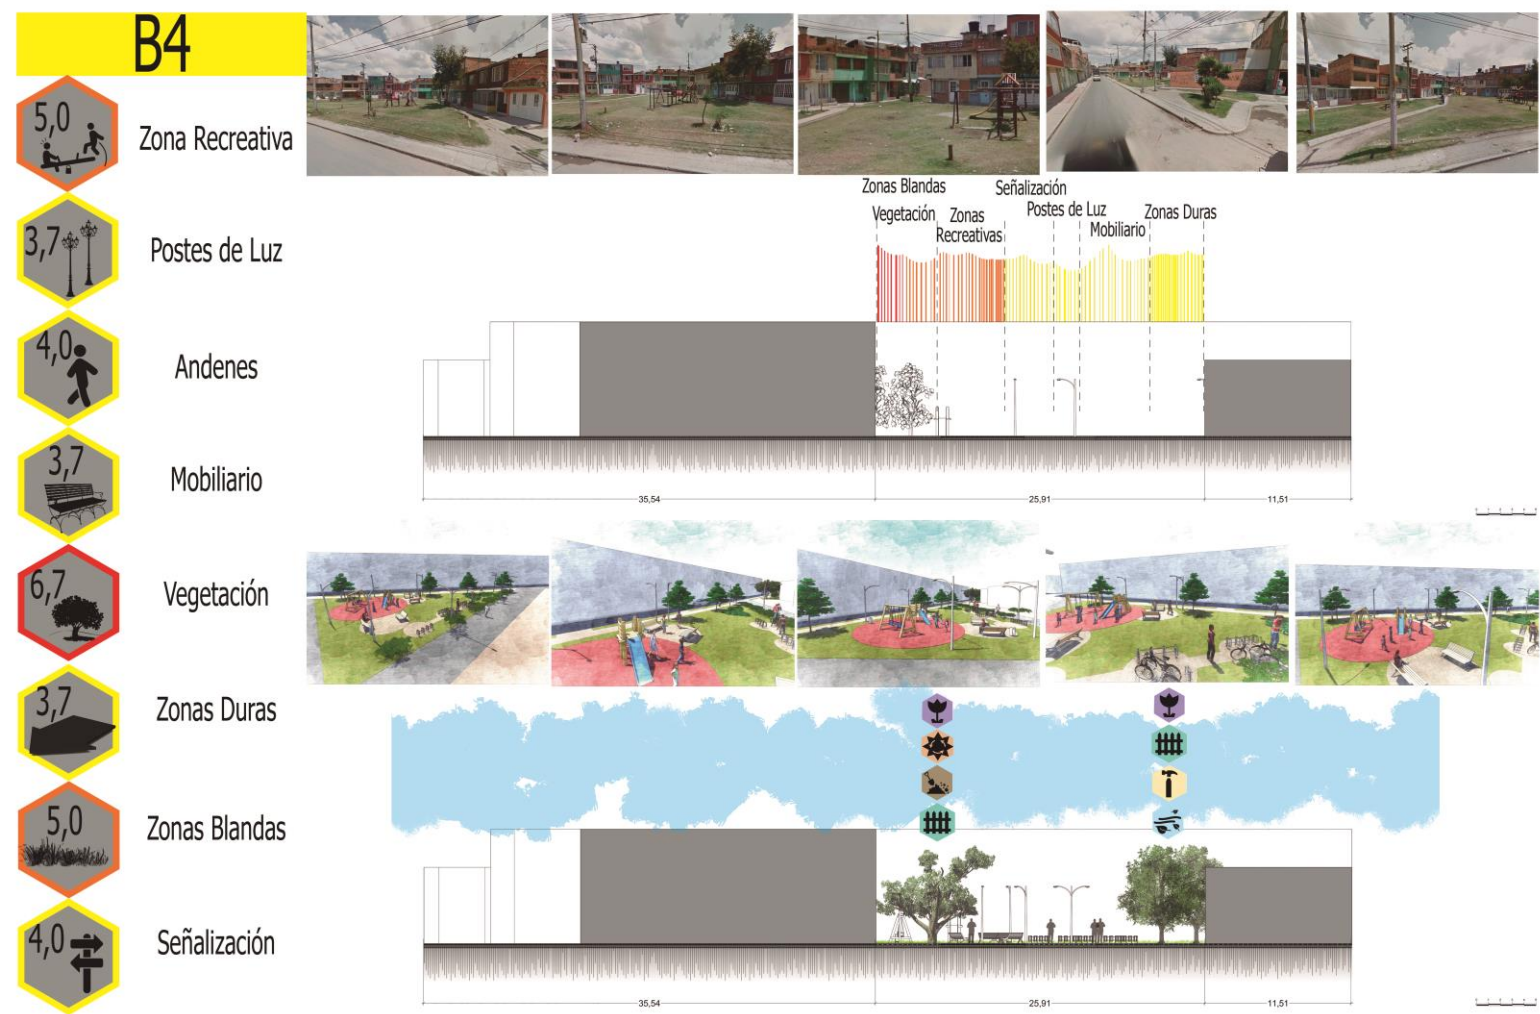 B4
5,0
Zona Recreativa
3,7
Postes de Luz
4,0
Andenes
3,7
Mobiliario
6,7
Vegetación
3,7
Zonas Duras
5,0
Zonas Blandas
4,0
Señalización
Zonas Blandas
Vegetación
Zonas
Recreativas
Señalización
Postes de Luz
Mobiliario
Zonas Duras
35,54
25,91
11,51
35,54
25,91
11,51